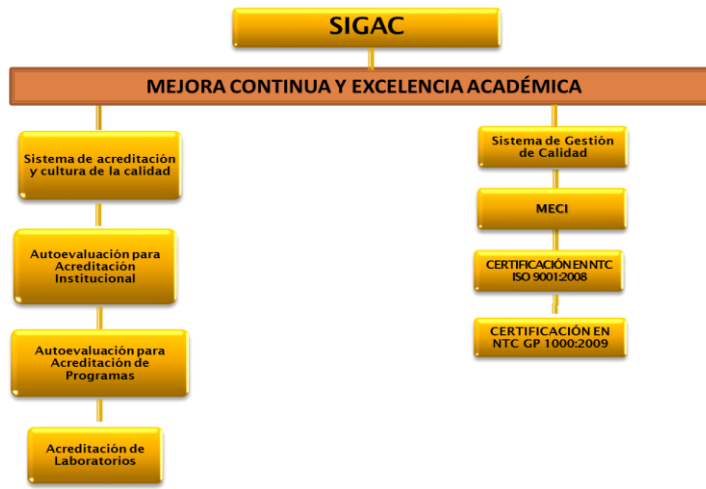 SIGAC
MEJORA CONTINUA Y EXCELENCIA ACADÉMICA
Sistema de acreditación
y cultura de la calidad
Autoevaluación para
Acreditación
Institucional
Autoevaluación para
Acreditación de
Programas
Acreditación de
Laboratorios
Sistema de Gestión
de Calidad
MECI
CERTIFICACIÓN EN NTC
ISO 9001:2008
CERTIFICACIÓN EN
NTC GP 1000:2009